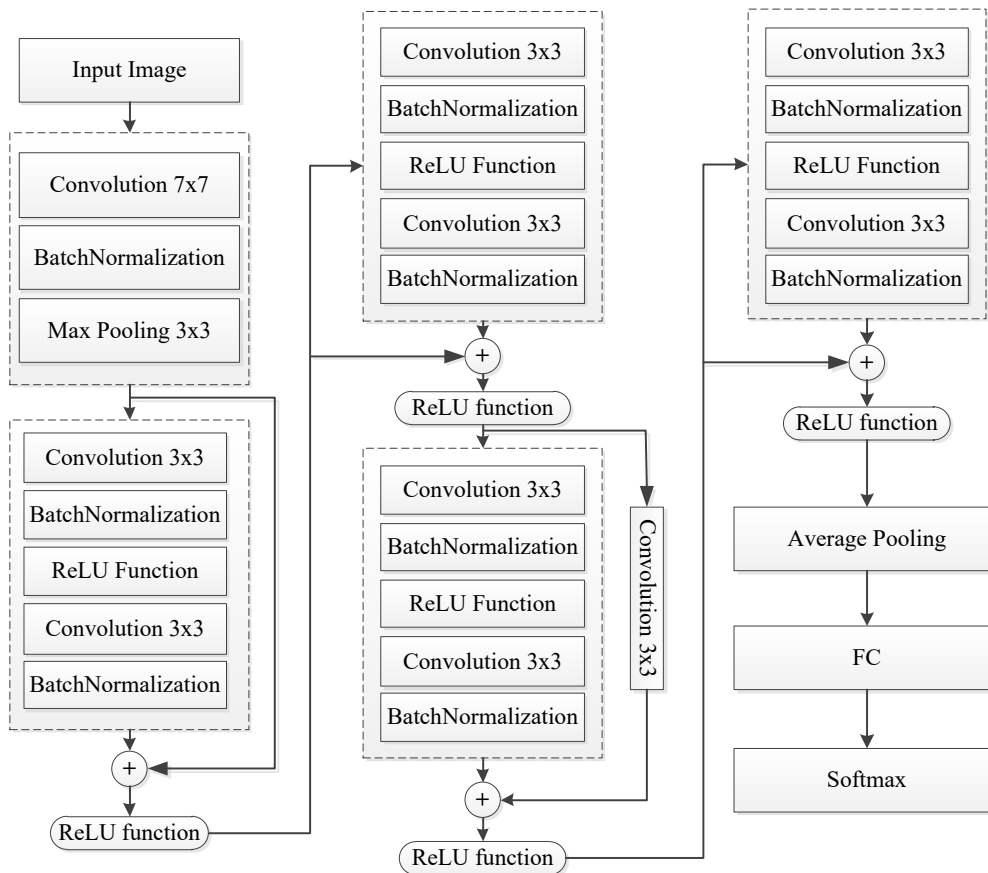 Input Image
Convolution 7x7
BatchNormalization
Max Pooling 3x3
Convolution 3x3
BatchNormalization
ReLU Function
Convolution 3x3
BatchNormalization
+
ReLU function
Convolution 3x3
BatchNormalization
ReLU Function
Convolution 3x3
BatchNormalization
+
ReLU function
Convolution 3x3
BatchNormalization
ReLU Function
Convolution 3x3
BatchNormalization
Convolution 3x3
+
ReLU function
Convolution 3x3
BatchNormalization
ReLU Function
Convolution 3x3
BatchNormalization
+
ReLU function
Average Pooling
FC
Softmax